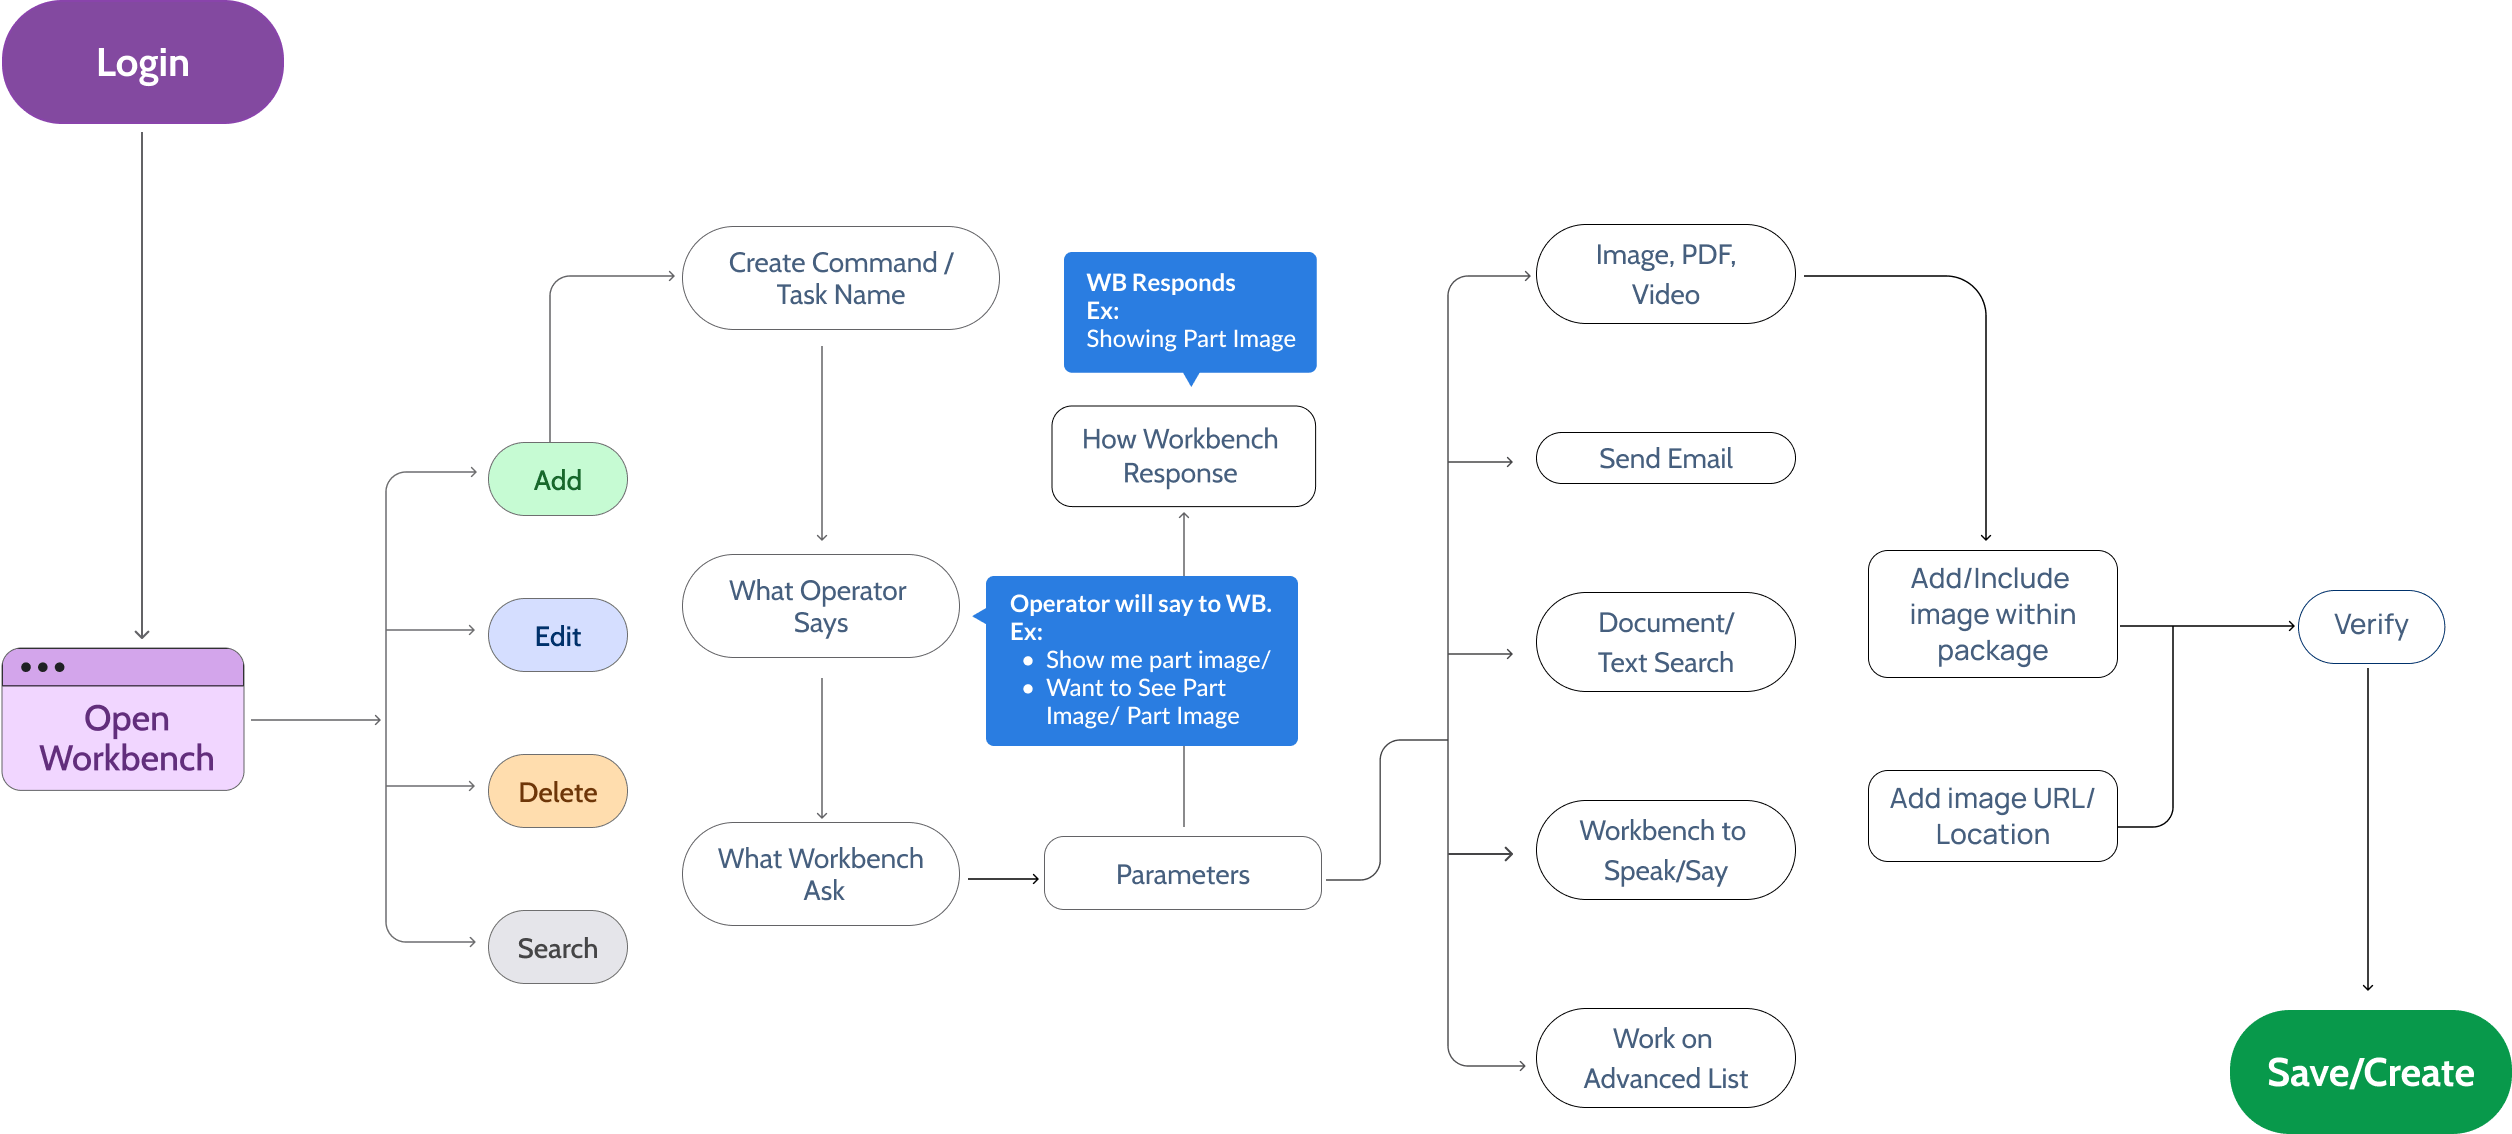 Login
Open
Workbench
Add
Edit
Delete
Search
Create Command /
Task Name
What Operator
Says
Operator will say to WB.
Ex:
• Show me part image/
• Want to See Part
Image/ Part Image
What Workbench
Ask
Parameters
How Workbench
Response
WB Responds
Ex:
Showing Part Image
Image, PDF,
Video
Send Email
Document/
Text Search
Workbench to
Speak/Say
Work on
Advanced List
Add/Include
image within
package
Add image URL/
Location
Verify
Save/Create